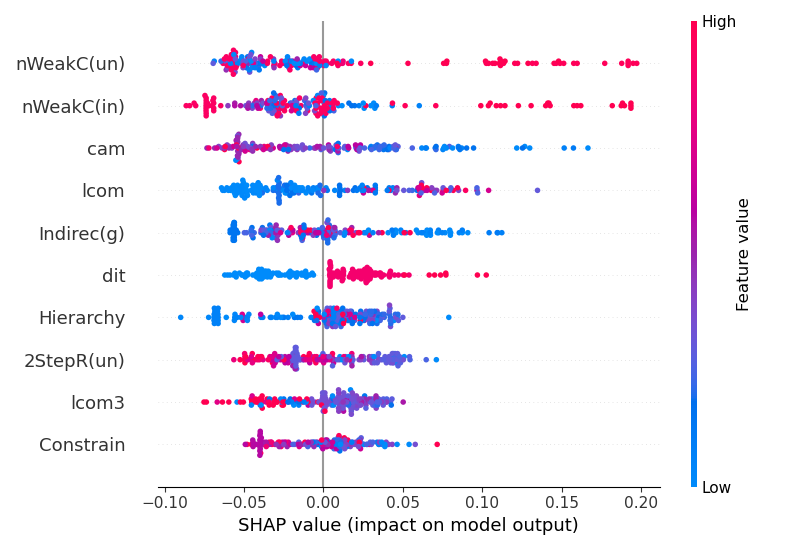 High
nWeakC(un)
nWeakC(in)
cam
lcom
Indirec(g)
dit
Hierarchy
2StepR(un)
lcom3
Constrain
Feature value
Low
−0.10 −0.05 0.00 0.05 0.10 0.15 0.20
SHAP value (impact on model output)